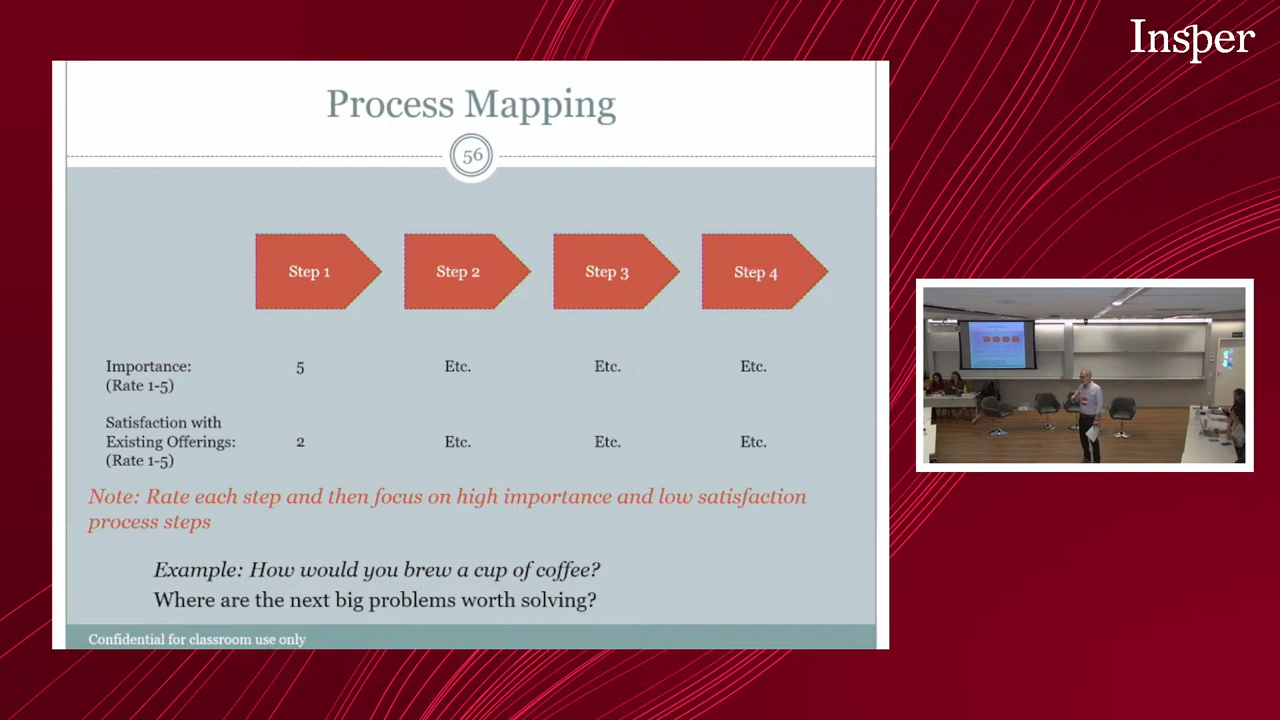 Insper
Process Mapping
56
Step 1
Step 2
Step 3
Step 4
Importance:
(Rate 1-5)
5
Etc.
Etc.
Etc.
Satisfaction with
Existing Offerings:
(Rate 1-5)
2
Etc.
Etc.
Etc.
Note: Rate each step and then focus on high importance and low satisfaction
process steps
Example: How would you brew a cup of coffee?
Where are the next big problems worth solving?
Confidential for classroom use only